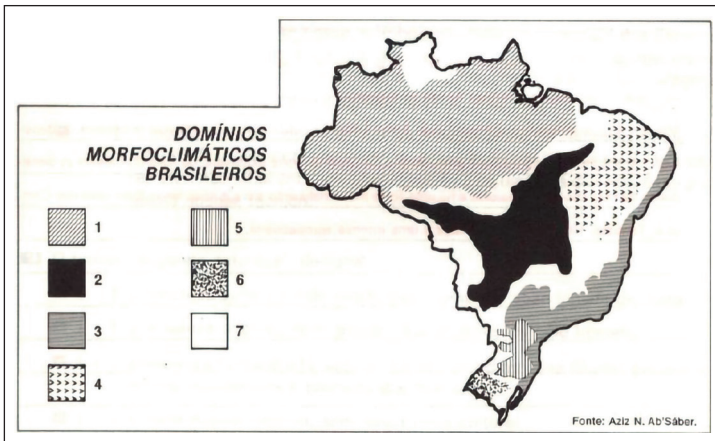 DOMÍNIOS
MORFOCLIMÁTICOS
BRASILEIROS
1
2
3
4
5
6
7
Fonte: Aziz N. Ab'Sáber.